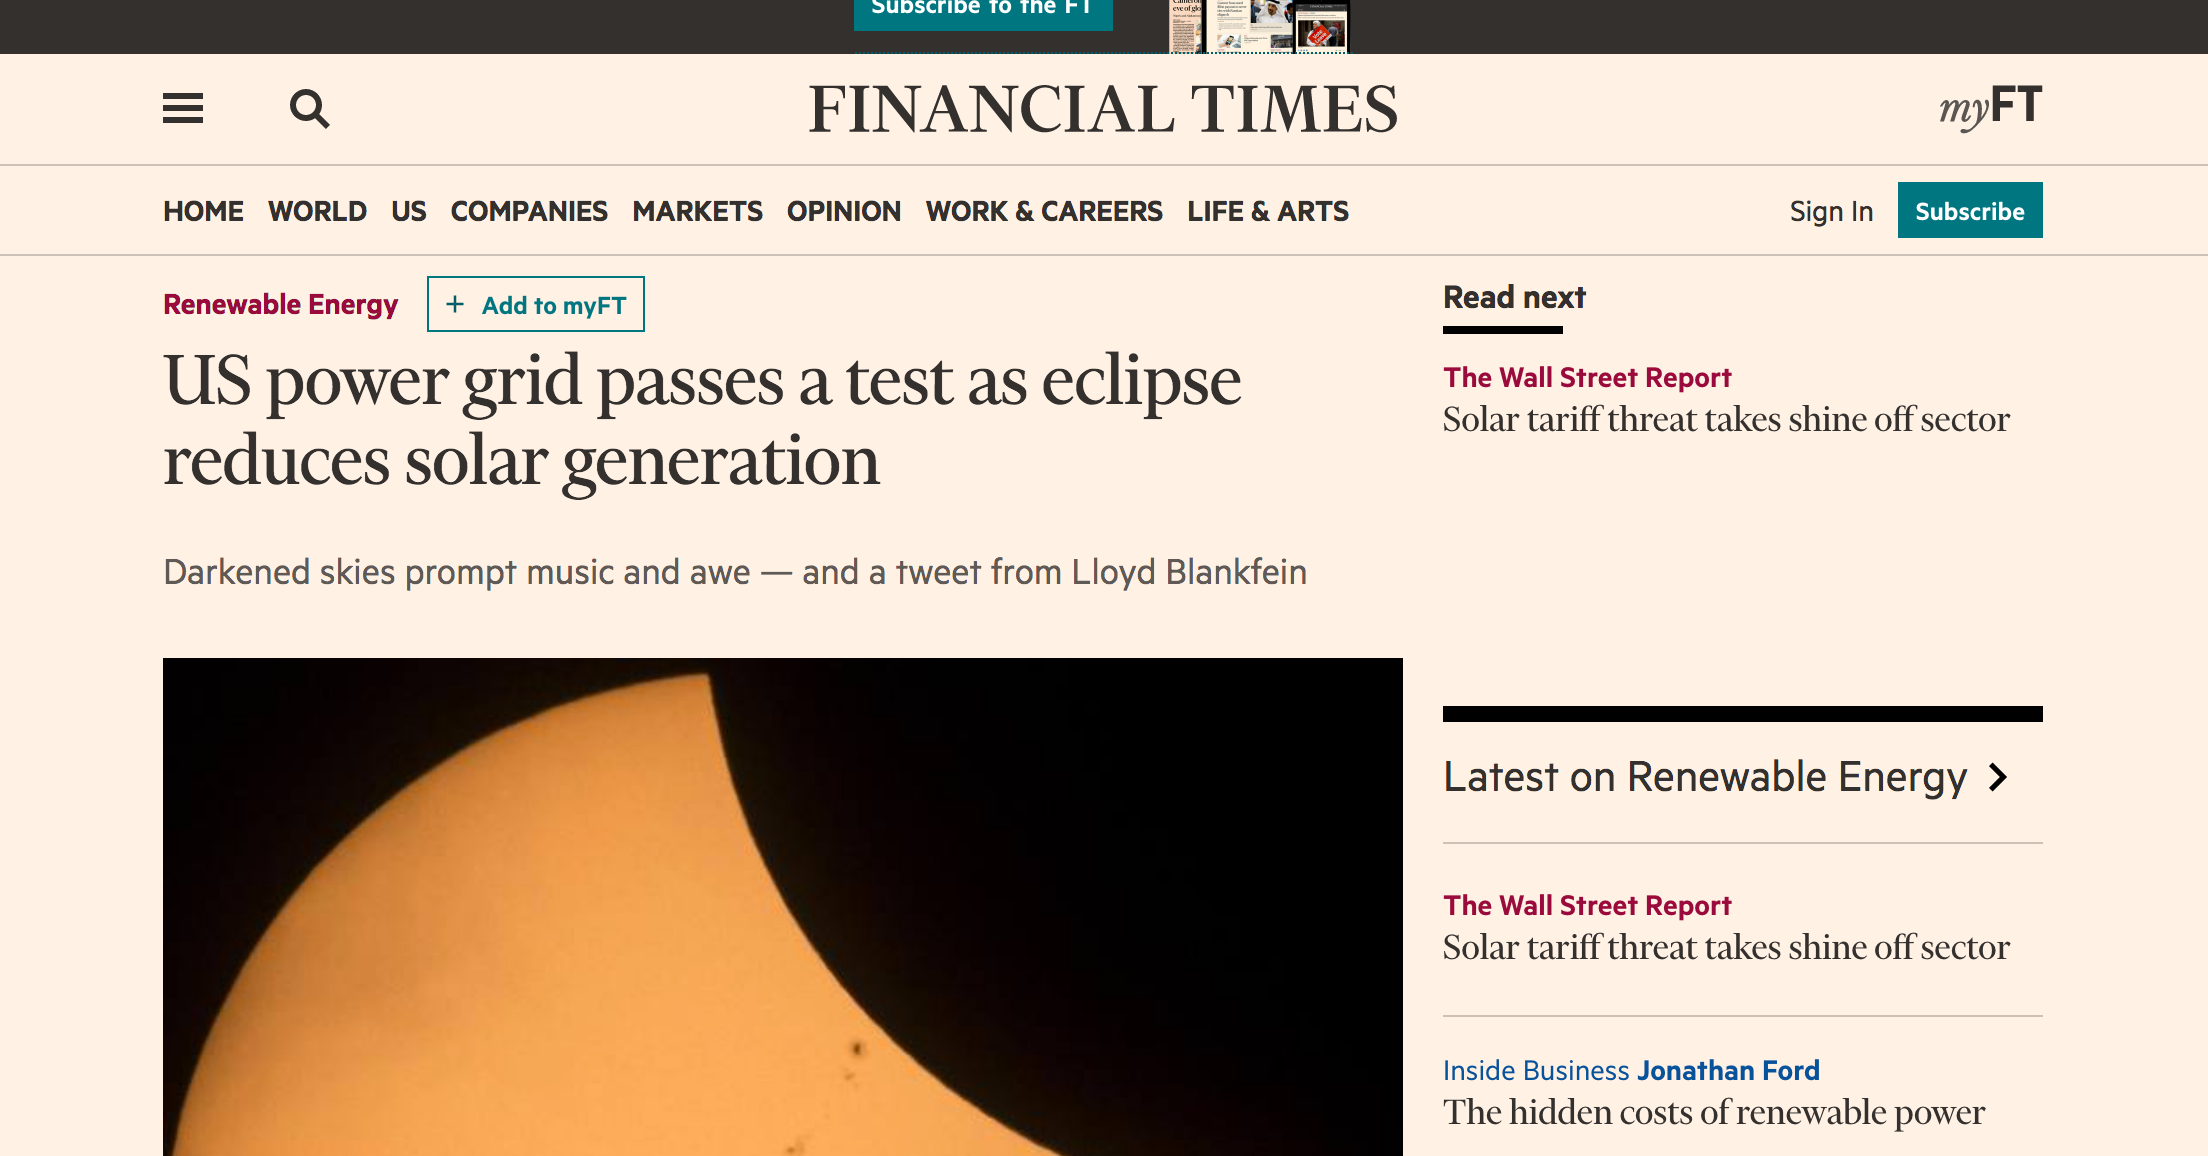 Subscribe to the FT
FINANCIAL TIMES
myFT
HOME WORLD US COMPANIES MARKETS OPINION WORK & CAREERS LIFE & ARTS
Sign In Subscribe
Renewable Energy + Add to myFT
US power grid passes a test as eclipse
reduces solar generation
Darkened skies prompt music and awe — and a tweet from Lloyd Blankfein
Read next
The Wall Street Report
Solar tariff threat takes shine off sector
Latest on Renewable Energy
The Wall Street Report
Solar tariff threat takes shine off sector
Inside Business Jonathan Ford
The hidden costs of renewable power